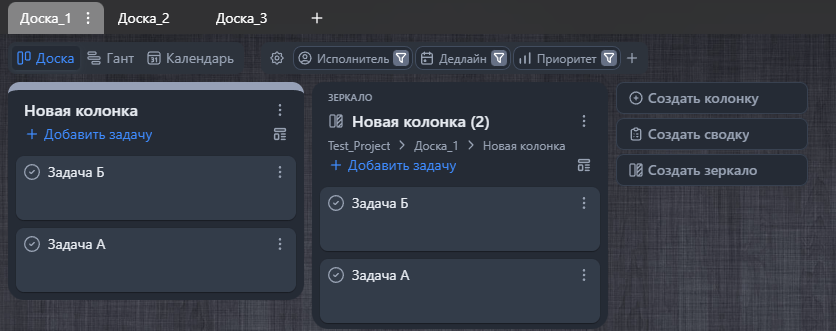 Доска_1 Доска_2 Доска_3
Доска Гант 31 Календарь Исполнитель Дедлайн Приоритет
Новая колонка
Добавить задачу
Задача Б
Задача А
ЗЕРКАЛО
Новая колонка (2)
Test_Project Доска_1 Новая колонка
Добавить задачу
Задача Б
Задача А
Создать колонку
Создать сводку
Создать зеркало